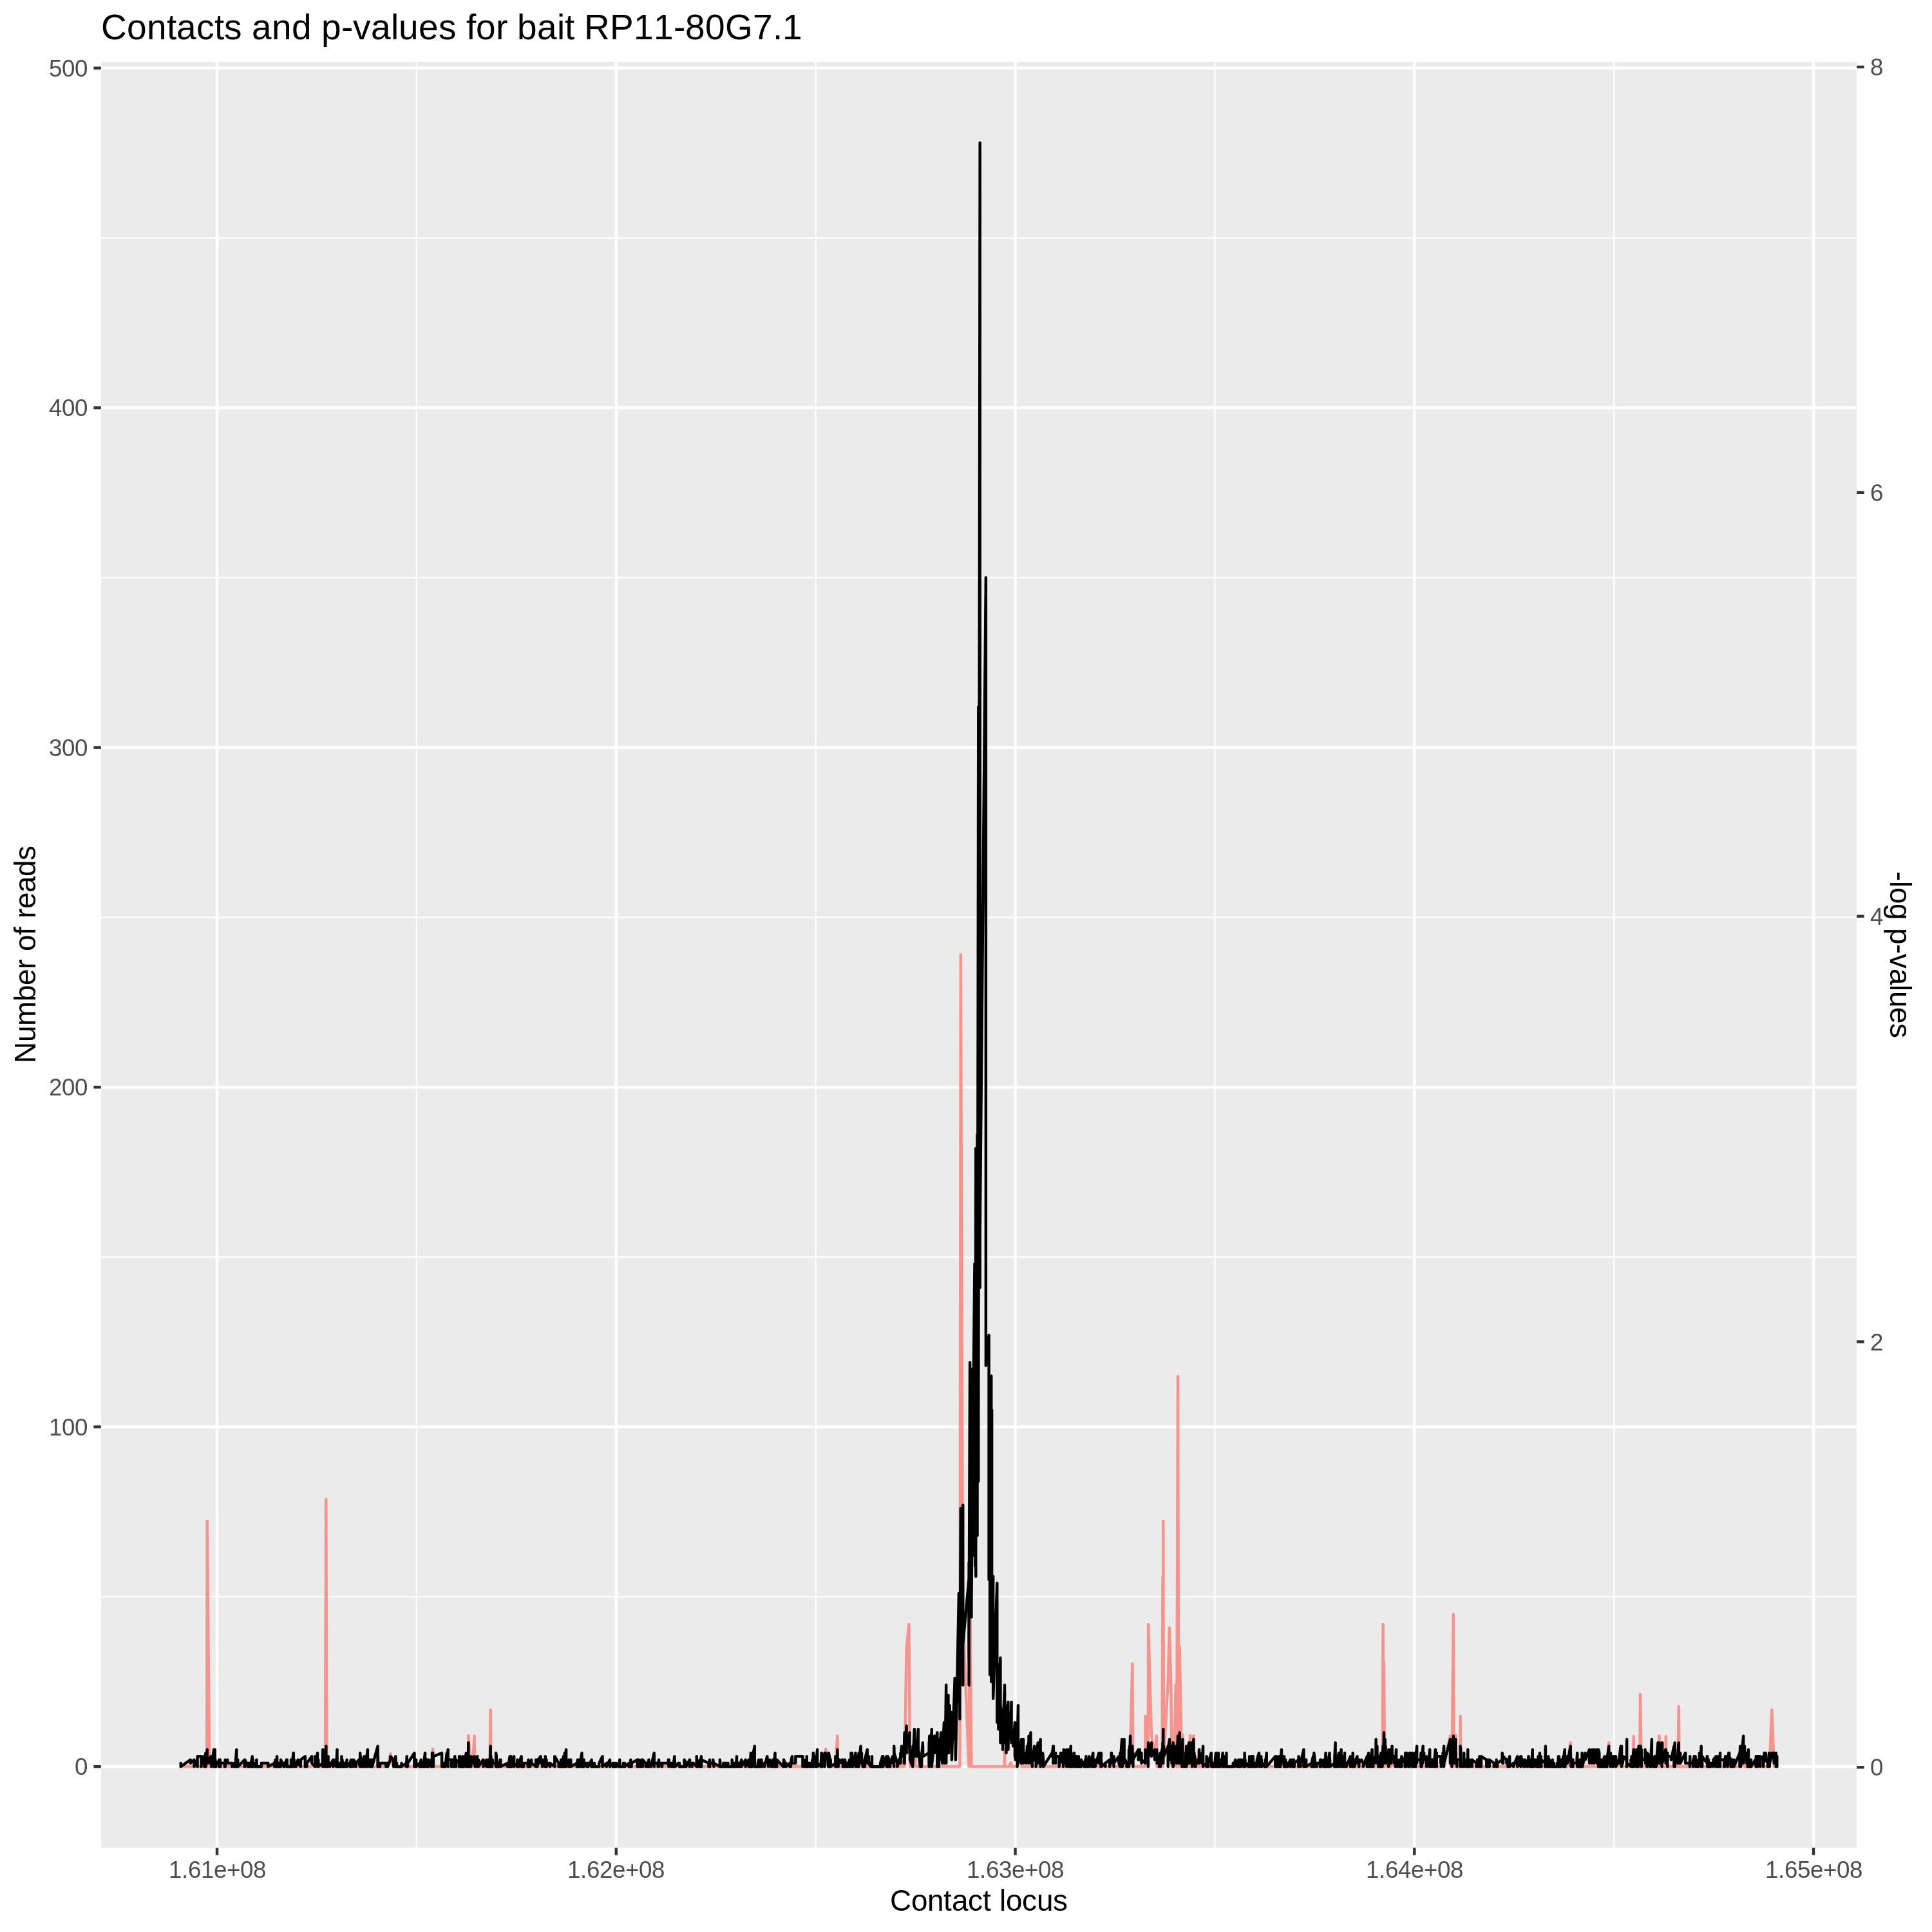 Contacts and p-values for bait RP11-80G7.1
500
400
300
200
100
0
Number of reads
8
6
4
2
0
-log p-values
1.61e+08
1.62e+08
1.63e+08
1.64e+08
1.65e+08
Contact locus